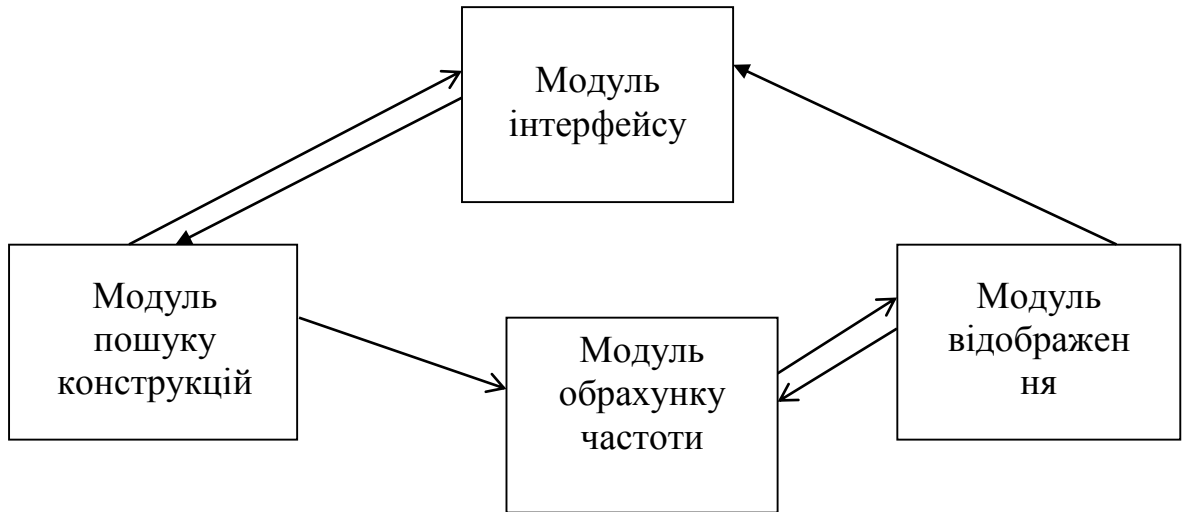 Модуль
інтерфейсу
Модуль
пошуку
конструкцій
Модуль
обрахунку
частоти
Модуль
відображен
ня